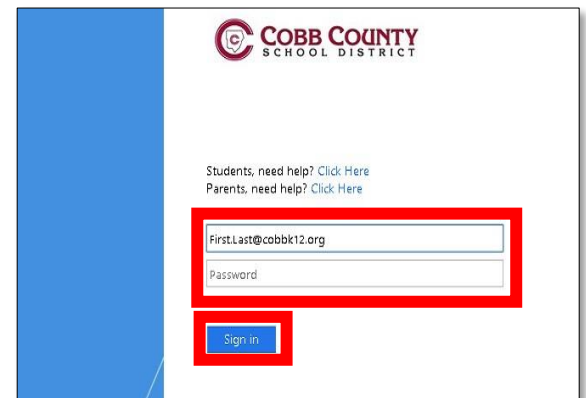 COBB COUNTY
SCHOOL DISTRICT
Students, need help? Click Here
Parents, need help? Click Here
First.Last@cobbk12.org
Password
Sign in